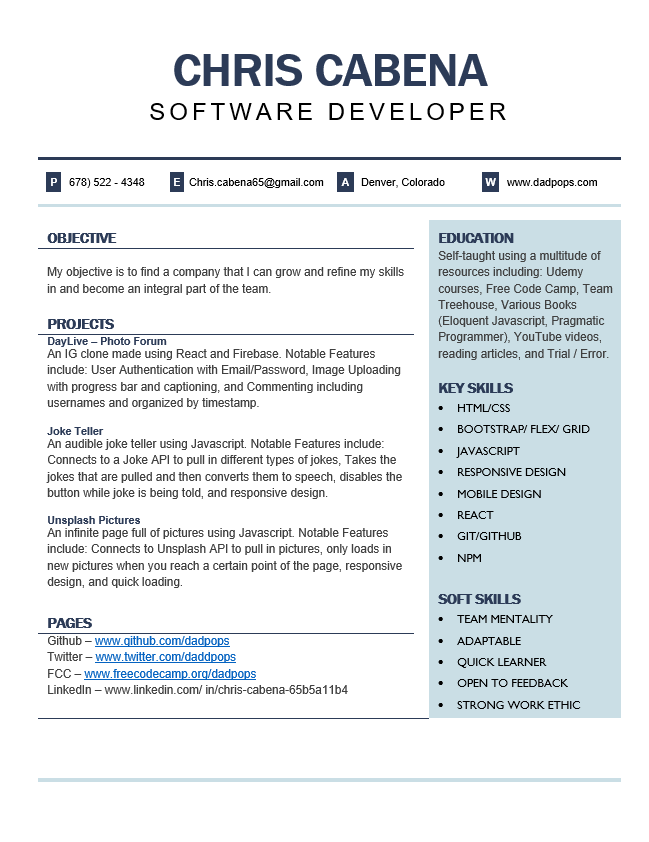 CHRIS CABENA
SOFTWARE DEVELOPER
P 678) 522 - 4348 E Chris.cabena65@gmail.com A Denver, Colorado W www.dadpops.com
OBJECTIVE
My objective is to find a company that I can grow and refine my skills
in and become an integral part of the team.
PROJECTS
DayLive – Photo Forum
An IG clone made using React and Firebase. Notable Features
include: User Authentication with Email/Password, Image Uploading
with progress bar and captioning, and Commenting including
usernames and organized by timestamp.
Joke Teller
An audible joke teller using Javascript. Notable Features include:
Connects to a Joke API to pull in different types of jokes, Takes the
jokes that are pulled and then converts them to speech, disables the
button while joke is being told, and responsive design.
Unsplash Pictures
An infinite page full of pictures using Javascript. Notable Features
include: Connects to Unsplash API to pull in pictures, only loads in
new pictures when you reach a certain point of the page, responsive
design, and quick loading.
PAGES
Github – www.github.com/dadpops
Twitter – www.twitter.com/daddpops
FCC – www.freecodecamp.org/dadpops
LinkedIn – www.linkedin.com/ in/chris-cabena-65b5a11b4
EDUCATION
Self-taught using a multitude of
resources including: Udemy
courses, Free Code Camp, Team
Treehouse, Various Books
(Eloquent Javascript, Pragmatic
Programmer), YouTube videos,
reading articles, and Trial / Error.
KEY SKILLS
• HTML/CSS
• BOOTSTRAP/ FLEX/ GRID
• JAVASCRIPT
• RESPONSIVE DESIGN
• MOBILE DESIGN
• REACT
• GIT/GITHUB
• NPM
SOFT SKILLS
• TEAM MENTALITY
• ADAPTABLE
• QUICK LEARNER
• OPEN TO FEEDBACK
• STRONG WORK ETHIC